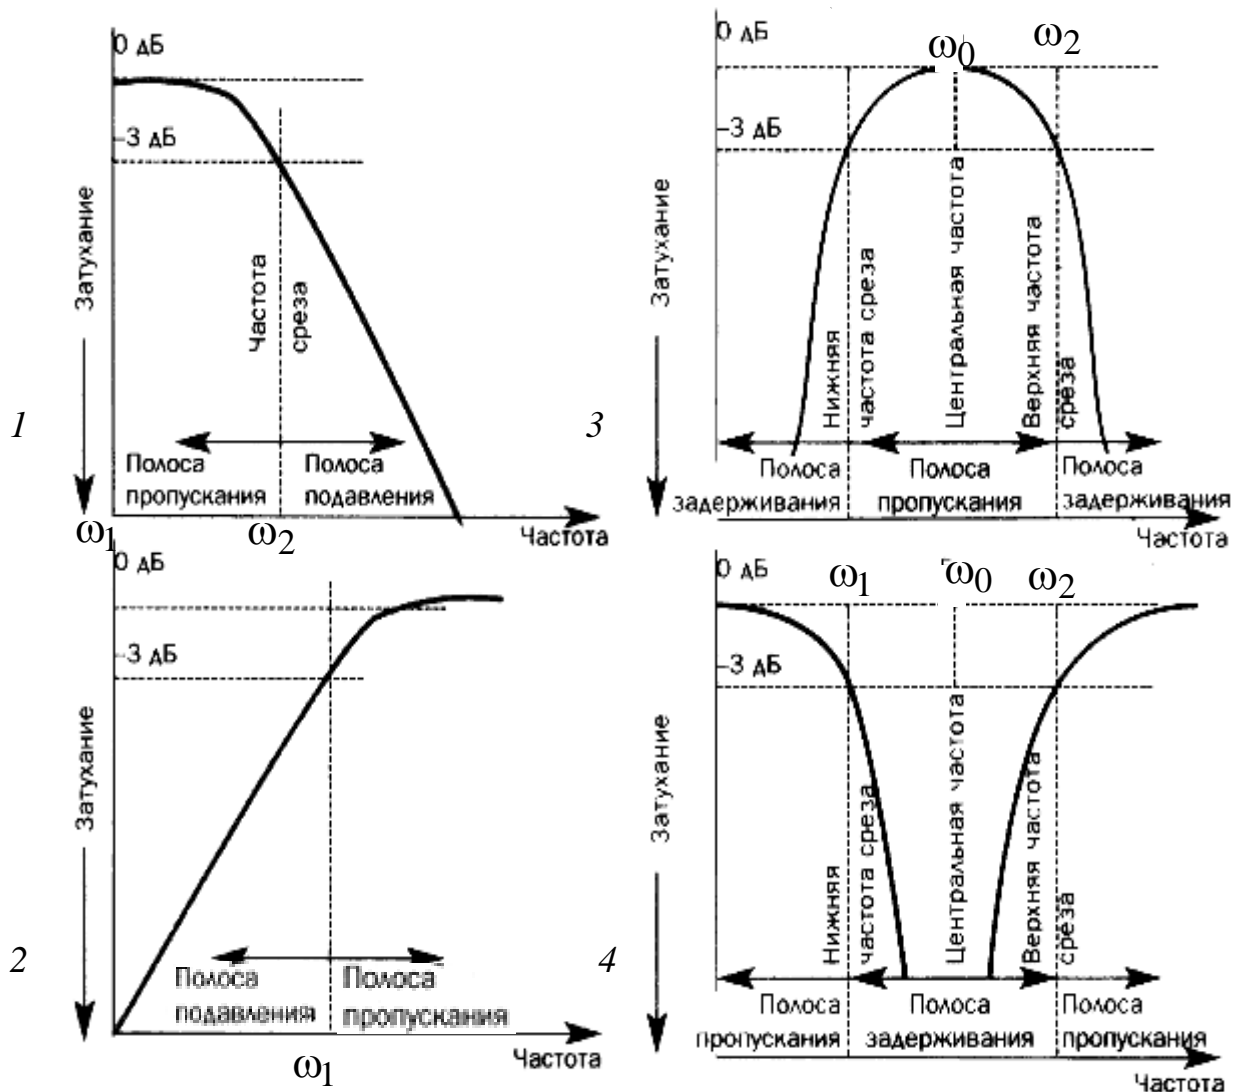 0 дБ
–3 дБ
Затухание
Частота
среза
1
Полоса
пропускания
Полоса
подавления
ω1
ω2
Частота
0 дБ
ω0
ω2
–3 дБ
Затухание
Нижняя
частота среза
Центральная частота
Верхняя частота
среза
3
Полоса
задерживания
Полоса
пропускания
Полоса
задерживания
Частота
0 дБ
–3 дБ
Затухание
2
Полоса
подавления
Полоса
пропускания
ω1
Частота
0 дБ
ω1
ω0
ω2
–3 дБ
Затухание
Нижняя
частота среза
Центральная частота
Верхняя частота
среза
4
Полоса
пропускания
Полоса
задерживания
Полоса
пропускания
Частота